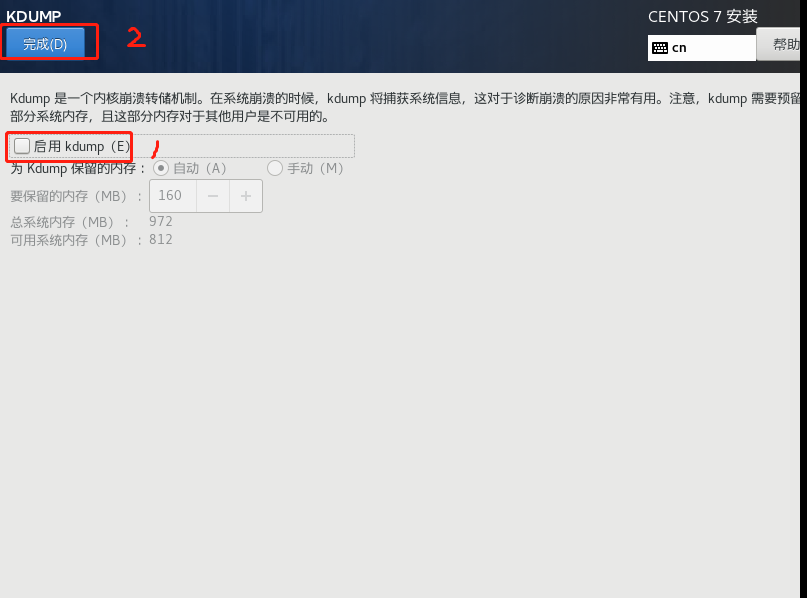 KDUMP
CENTOS 7 安装
完成(D)
2
cn
帮助
Kdump 是一个内核崩溃转储机制。在系统崩溃的时候，kdump 将捕获系统信息，这对于诊断崩溃的原因非常有用。注意，kdump 需要预留
部分系统内存，且这部分内存对于其他用户是不可用的。
启用 kdump（E）
1
为 Kdump 保留的内存：
自动（A）
手动（M）
要保留的内存（MB）：
160
－
＋
总系统内存（MB）：
972
可用系统内存（MB）：
812